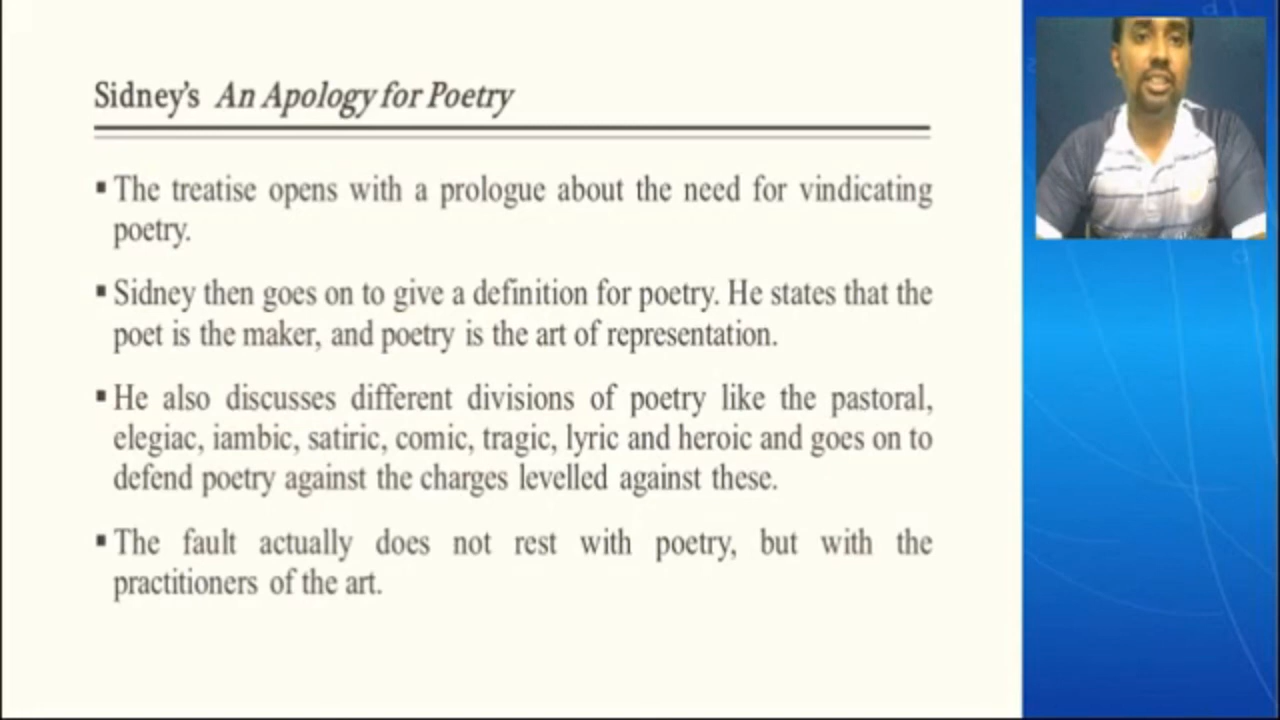 Sidney's An Apology for Poetry
▪ The treatise opens with a prologue about the need for vindicating
poetry.
▪ Sidney then goes on to give a definition for poetry. He states that the
poet is the maker, and poetry is the art of representation.
▪ He also discusses different divisions of poetry like the pastoral,
elegiac, iambic, satiric, comic, tragic, lyric and heroic and goes on to
defend poetry against the charges levelled against these.
▪ The fault actually does not rest with poetry, but with the
practitioners of the art.